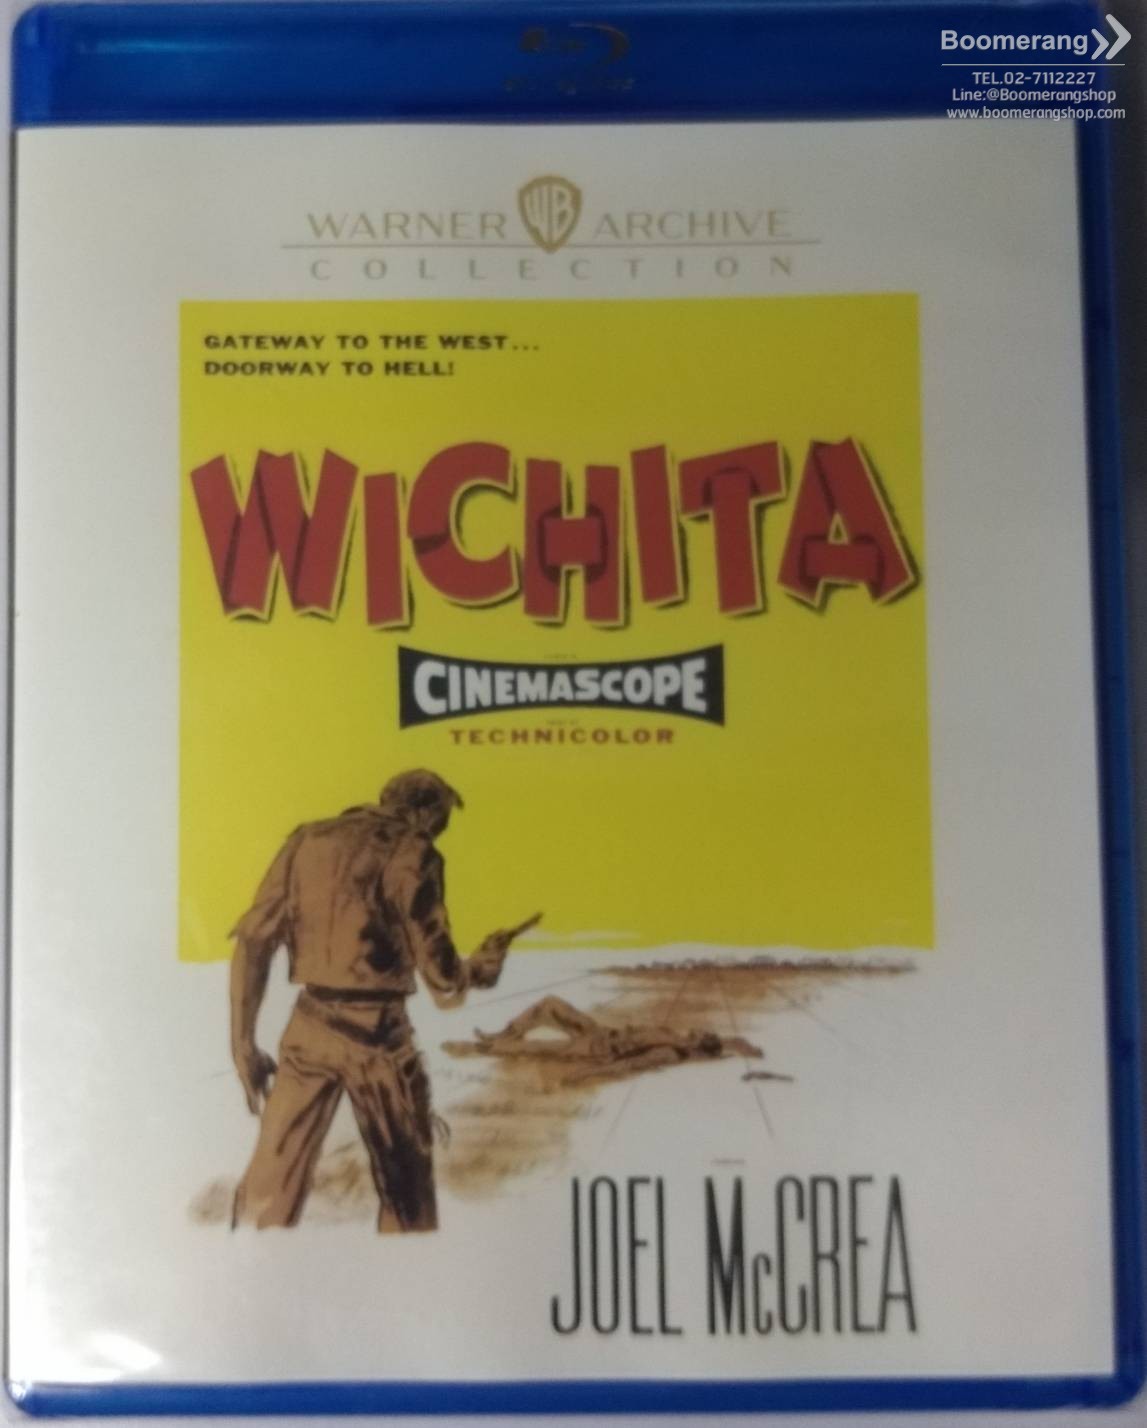 Boomerang
TEL.02-7112227
Line:@Boomerangshop
www.boomerangshop.com
WARNER WB ARCHIVE
COLLECTION
GATEWAY TO THE WEST...
DOORWAY TO HELL!
WICHITA
CINEMASCOPE
TECHNICOLOR
JOEL McCREA